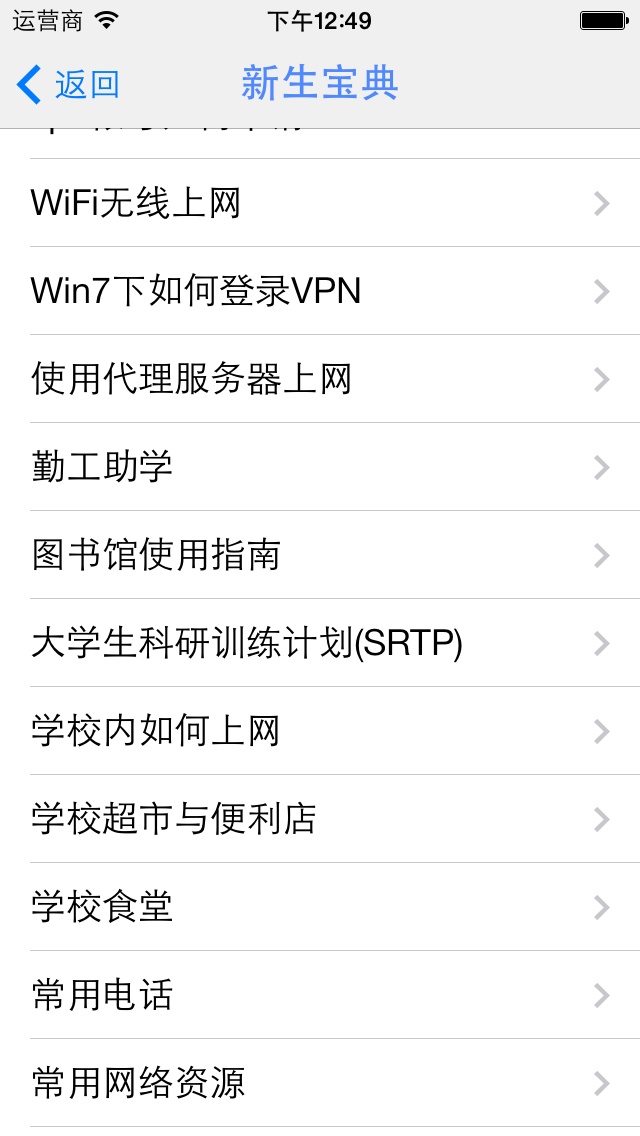 运营商 下午12:49
返回 新生宝典
WiFi无线上网
Win7下如何登录VPN
使用代理服务器上网
勤工助学
图书馆使用指南
大学生科研训练计划(SRTP)
学校内如何上网
学校超市与便利店
学校食堂
常用电话
常用网络资源